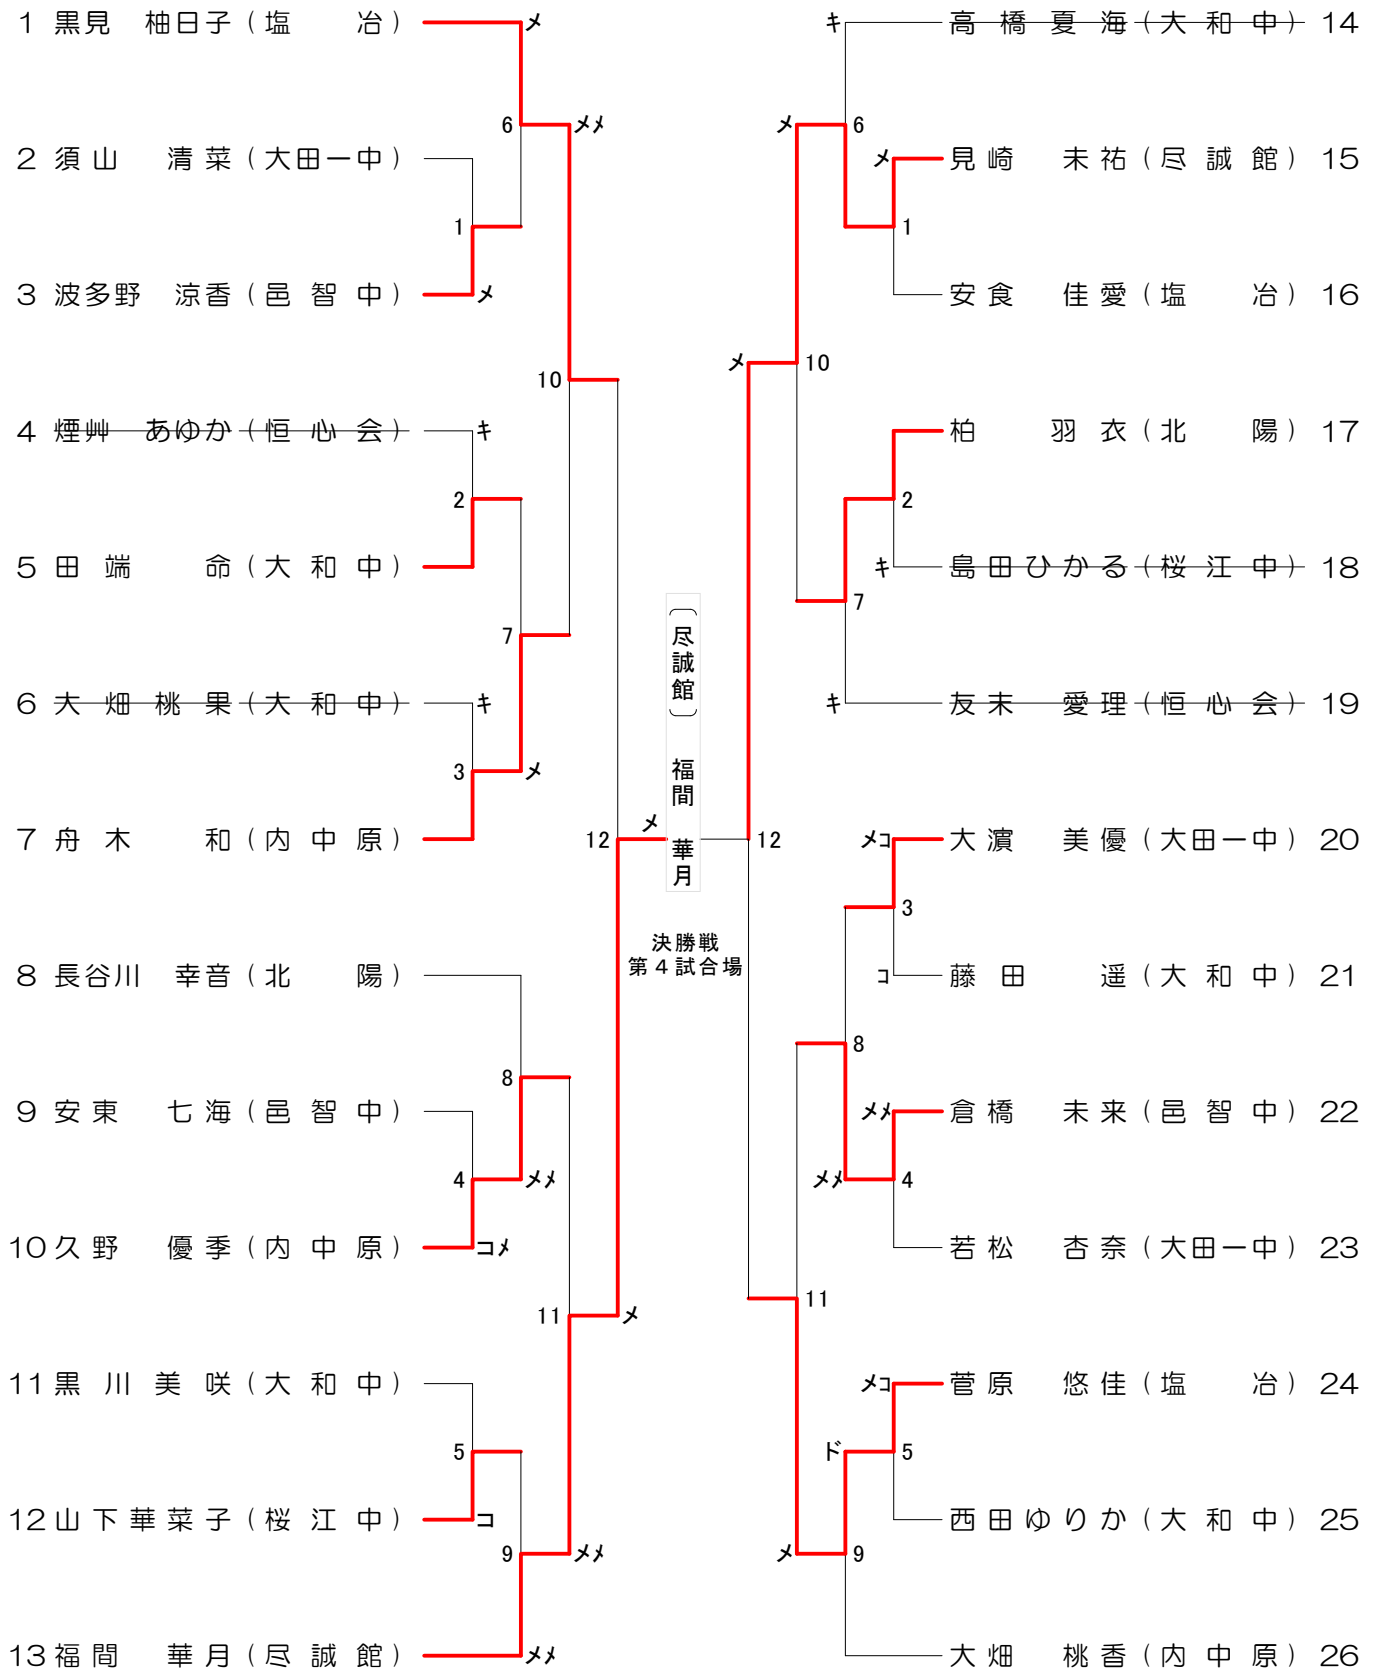 1 黒見 柚日子（塩 冶） メ
6 メメ
2 須山 清菜（大田一中）
1
3 波多野 涼香（邑智中） メ
10
4 煙艸 あゆか（恒心会） キ
2
5 田端 命（大和中）
7
6 大畑桃果（大和中） キ
3 メ
7 舟木 和（内中原）
12 メ
8 長谷川 幸音（北 陽）
8
9 安東 七海（邑智中）
4 メメ
10 久野 優季（内中原） コメ
11 メ
11 黒川美咲（大和中）
5
12 山下華菜子（桜江中） コ
9 メメ
13 福間 華月（尽誠館） メメ
（尽誠館） 福間 華月
決勝戦
第４試合場
キ 高橋夏海（大和中） 14
メ 6
メ 見崎 未祐（尽誠館） 15
1
安食 佳愛（塩 冶） 16
メ 10
柏 羽衣（北 陽） 17
2
キ 島田ひかる（桜江中） 18
7
キ 友末 愛理（恒心会） 19
12
メコ 大濵 美優（大田一中） 20
3
コ 藤田 遥（大和中） 21
8
メメ 倉橋 未来（邑智中） 22
メメ 4
若松 杏奈（大田一中） 23
11
メコ 菅原 悠佳（塩 冶） 24
ド 5
西田ゆりか（大和中） 25
メ 9
大畑 桃香（内中原） 26